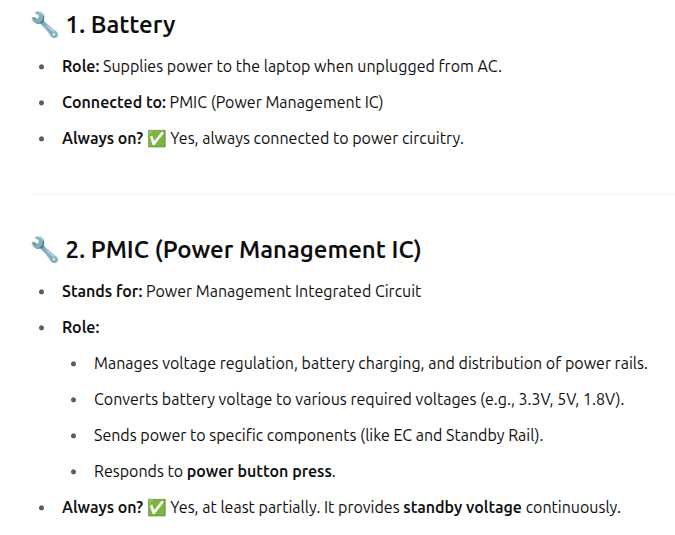 🔧 1. Battery
• Role: Supplies power to the laptop when unplugged from AC.
• Connected to: PMIC (Power Management IC)
• Always on? ✅ Yes, always connected to power circuitry.
🔧 2. PMIC (Power Management IC)
• Stands for: Power Management Integrated Circuit
• Role:
• Manages voltage regulation, battery charging, and distribution of power rails.
• Converts battery voltage to various required voltages (e.g., 3.3V, 5V, 1.8V).
• Sends power to specific components (like EC and Standby Rail).
• Responds to power button press.
• Always on? ✅ Yes, at least partially. It provides standby voltage continuously.